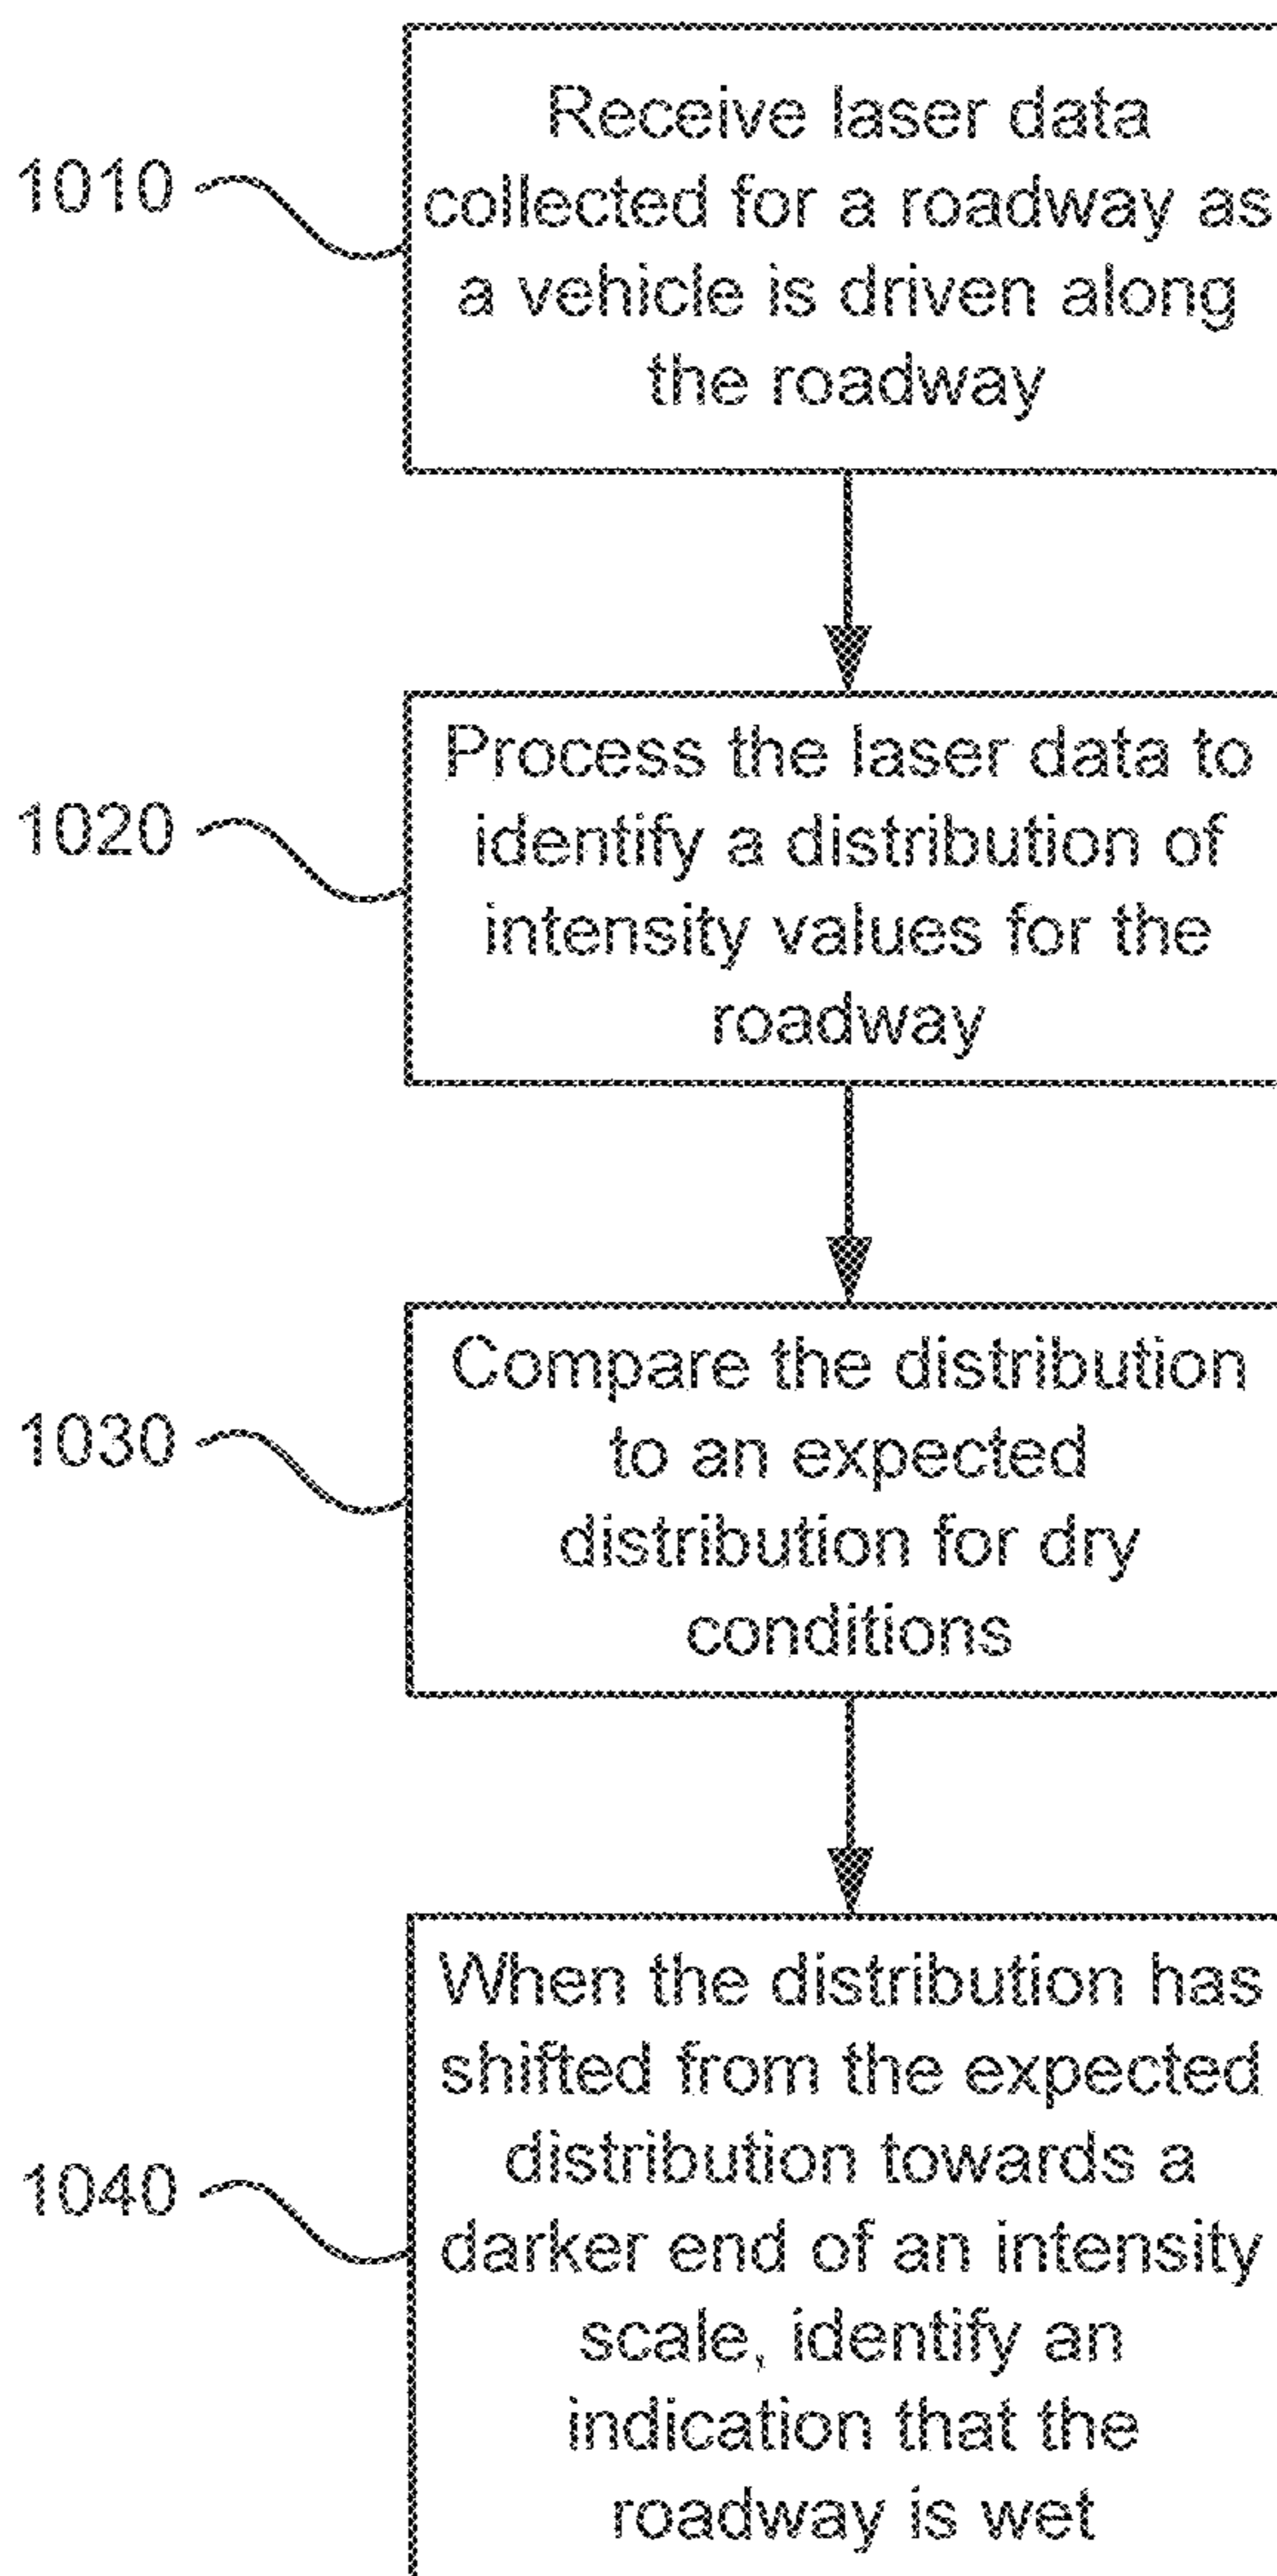 Receive laser data
1010
collected for a roadway as
a vehicle is driven along
the roadway
Process the laser data to
1020
identify a distribution of
intensity values for the
roadway
Compare the distribution
1030
to an expected
distribution for dry
conditions
When the distribution has
shifted from the expected
distribution towards a
1040
darker end of an intensity
scale, identify an
indication that the
roadway is wet